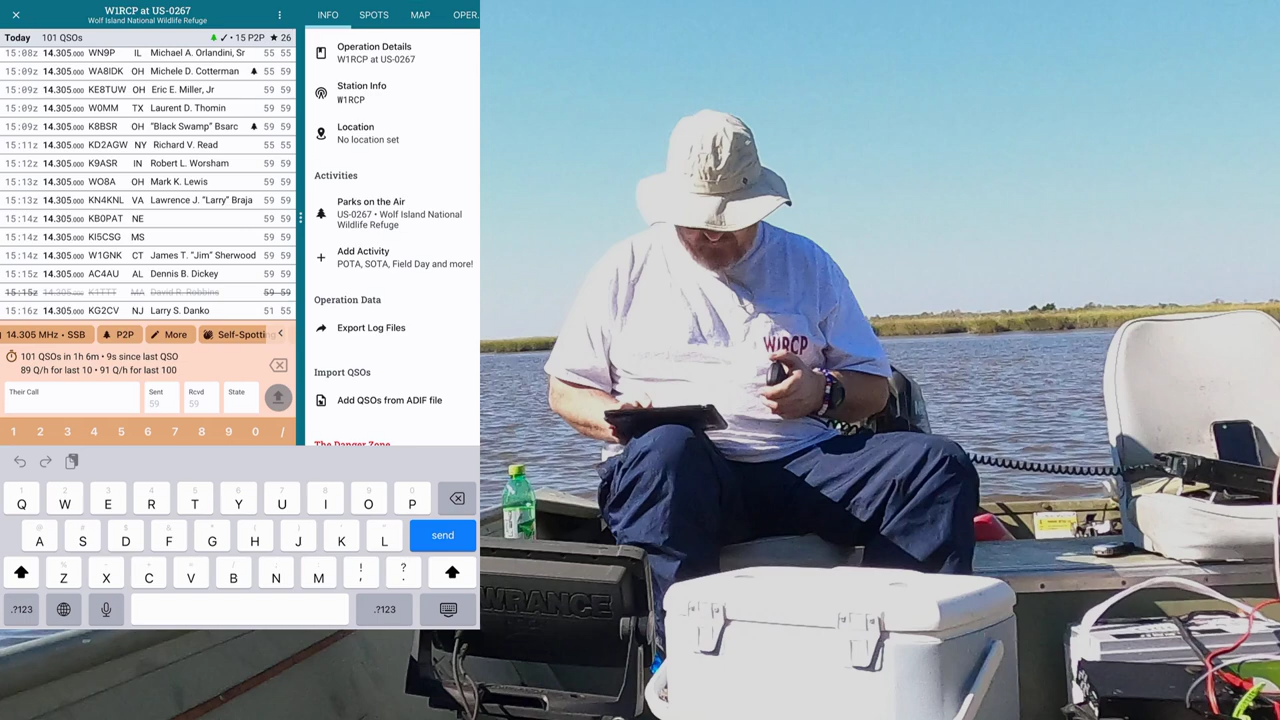 W1RCP at US-0267
Wolf Island National Wildlife Refuge
Today 101 QSOs ✓ • 15 P2P ★ 26
15:08z 14.305.000 WN9P IL Michael A. Orlandini, Sr 55 55
15:09z 14.305.000 WA8IDK OH Michele D. Cotterman 55 59
15:09z 14.305.000 KE8TUW OH Eric E. Miller, Jr 59 59
15:09z 14.305.000 W0MM TX Laurent D. Thomin 59 59
15:09z 14.305.000 K8BSR OH “Black Swamp” Bsarc 59 59
15:11z 14.305.000 KD2AGW NY Richard V. Read 55 55
15:12z 14.305.000 K9ASR IN Robert L. Worsham 59 59
15:13z 14.305.000 WO8A OH Mark K. Lewis 59 59
15:13z 14.305.000 KN4KNL VA Lawrence J. “Larry” Braja 59 59
15:14z 14.305.000 KB0PAT NE 59 59
15:14z 14.305.000 KI5CSG MS 59 59
15:14z 14.305.000 W1GNK CT James T. “Jim” Sherwood 59 59
15:15z 14.305.000 AC4AU AL Dennis B. Dickey 59 59
15:15z 14.305.000 K1TTT MA David R. Robbins 59 59
15:16z 14.305.000 KG2CV NJ Larry S. Danko 51 55
14.305 MHz • SSB P2P More Self-Spotting
101 QSOs in 1h 6m • 9s since last QSO
89 Q/h for last 10 • 91 Q/h for last 100
Their Call Sent Rcvd State
59 59
1 2 3 4 5 6 7 8 9 0 /
INFO SPOTS MAP OPER.
Operation Details
W1RCP at US-0267
Station Info
W1RCP
Location
No location set
Activities
Parks on the Air
US-0267 • Wolf Island National
Wildlife Refuge
Add Activity
POTA, SOTA, Field Day and more!
Operation Data
Export Log Files
Import QSOs
Add QSOs from ADIF file
The Danger Zone
1 2 3 4 5 6 7 8 9 0
Q W E R T Y U I O P
@ # $ & * ( ) ' "
A S D F G H J K L send
% - + = / ; : ! ?
Z X C V B N M , .
.?123 .?123
W1RCP
LOWRANCE